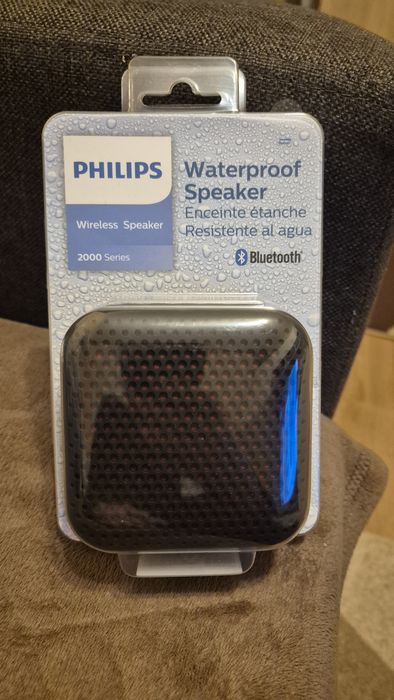 PHILIPS
Wireless Speaker
2000 Series
Waterproof
Speaker
Enceinte étanche
Resistente al agua
Bluetooth®